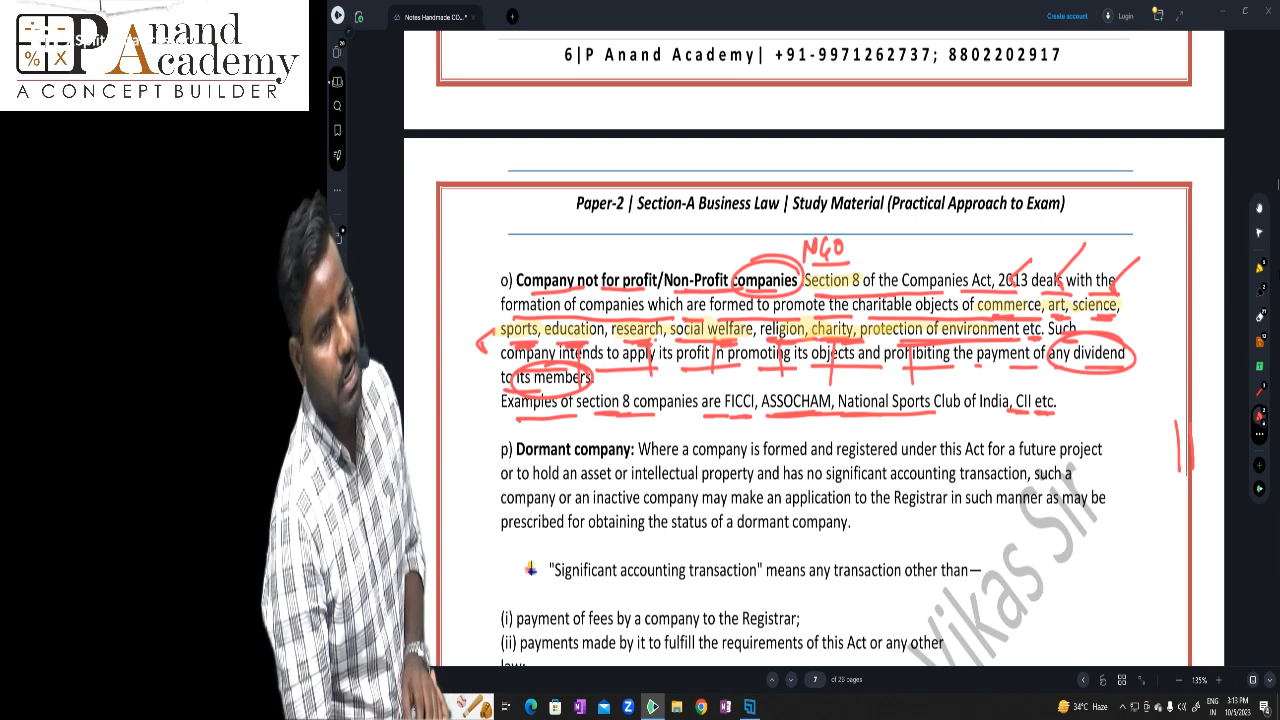 P Anand Academy
A CONCEPT BUILDER
Notes Handmade CO...*
Create account
Login
6|P Anand Academy| +91-9971262737; 8802202917
Paper-2 | Section-A Business Law | Study Material (Practical Approach to Exam)
NGO
o) Company not for profit/Non-Profit companies Section 8 of the Companies Act, 2013 deals with the
formation of companies which are formed to promote the charitable objects of commerce, art, science,
sports, education, research, social welfare, religion, charity, protection of environment etc. Such
company intends to apply its profit in promoting its objects and prohibiting the payment of any dividend
to its members.
Examples of section 8 companies are FICCI, ASSOCHAM, National Sports Club of India, CII etc.
p) Dormant company: Where a company is formed and registered under this Act for a future project
or to hold an asset or intellectual property and has no significant accounting transaction, such a
company or an inactive company may make an application to the Registrar in such manner as may be
prescribed for obtaining the status of a dormant company.
"Significant accounting transaction" means any transaction other than—
(i) payment of fees by a company to the Registrar;
(ii) payments made by it to fulfill the requirements of this Act or any other
law;
Vikas Sir
7 of 26 pages
135%
34°C Haze
ENG
IN
3:13 PM
10/5/2023